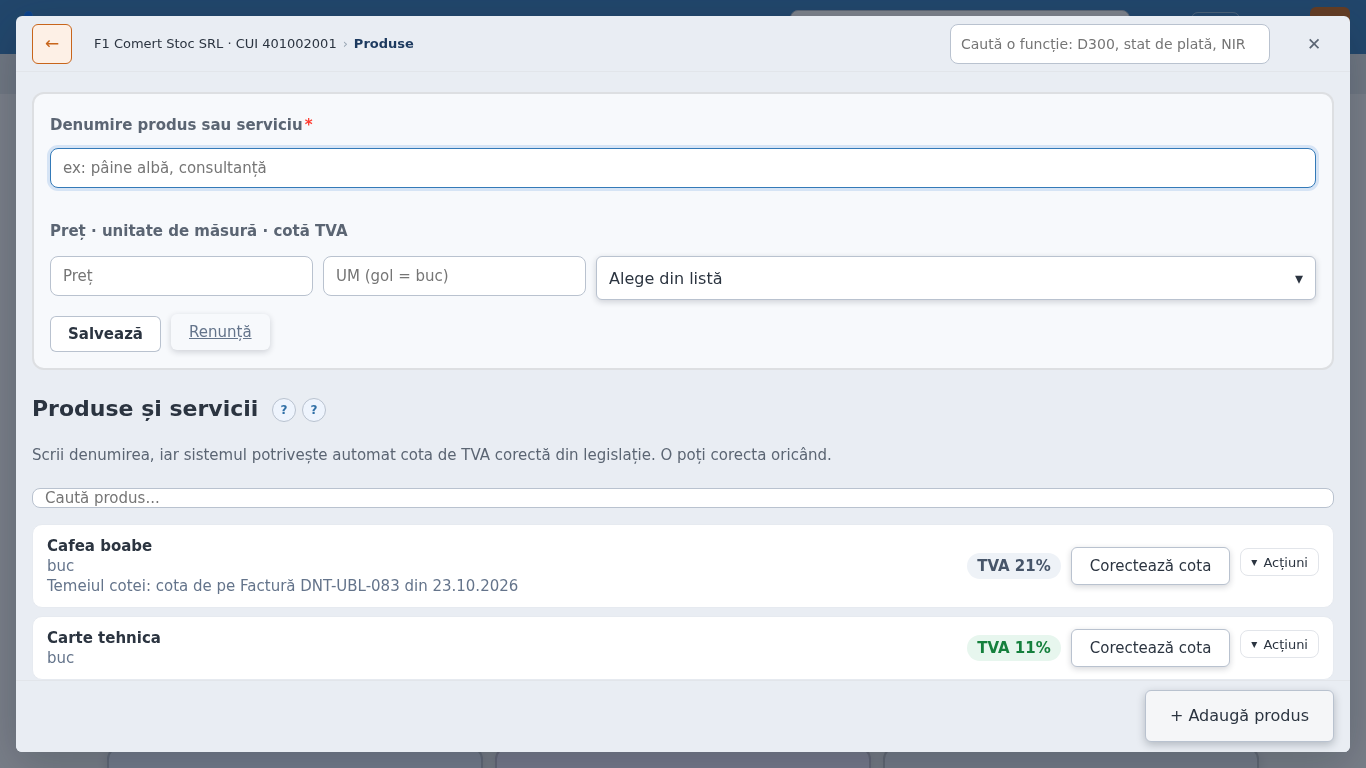 ←
F1 Comert Stoc SRL · CUI 401002001 › Produse
Caută o funcție: D300, stat de plată, NIR
✕
Denumire produs sau serviciu*
ex: pâine albă, consultanță
Preț · unitate de măsură · cotă TVA
Preț
UM (gol = buc)
Alege din listă ▾
Salvează
Renunță
Produse și servicii ? ?
Scrii denumirea, iar sistemul potrivește automat cota de TVA corectă din legislație. O poți corecta oricând.
Caută produs...
Cafea boabe
buc
Temeiul cotei: cota de pe Factură DNT-UBL-083 din 23.10.2026
TVA 21%
Corectează cota
▾ Acțiuni
Carte tehnica
buc
TVA 11%
Corectează cota
▾ Acțiuni
+ Adaugă produs